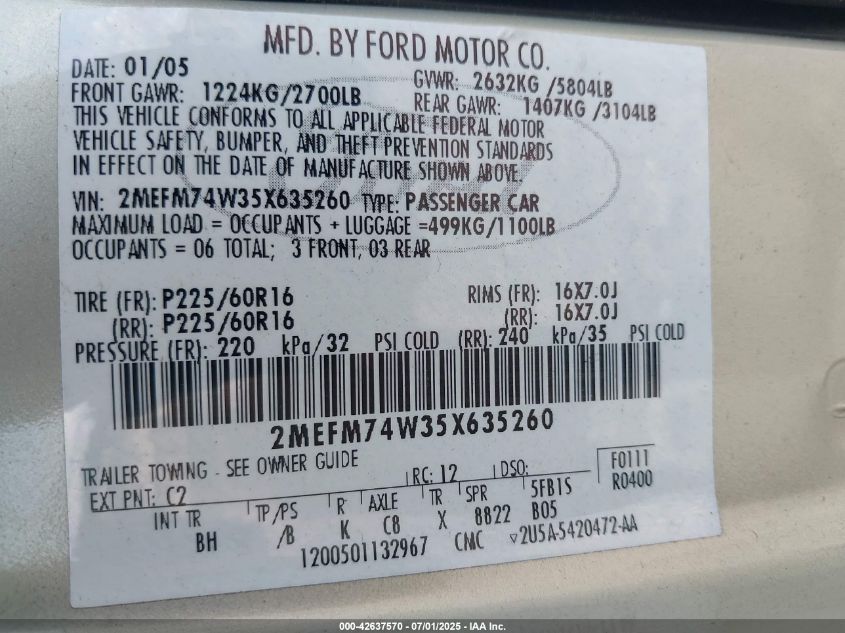 MFD. BY FORD MOTOR CO.
DATE: 01/05 GVWR: 2632KG /5804LB
FRONT GAWR: 1224KG/2700LB REAR GAWR: 1407KG /3104LB
THIS VEHICLE CONFORMS TO ALL APPLICABLE FEDERAL MOTOR
VEHICLE SAFETY, BUMPER, AND THEFT PREVENTION STANDARDS
IN EFFECT ON THE DATE OF MANUFACTURE SHOWN ABOVE.
VIN: 2MEFM74W35X635260 TYPE: PASSENGER CAR
MAXIMUM LOAD = OCCUPANTS + LUGGAGE =499KG/1100LB
OCCUPANTS = 06 TOTAL; 3 FRONT, 03 REAR
TIRE (FR): P225/60R16 RIMS (FR): 16X7.0J
(RR): P225/60R16 (RR): 16X7.0J
PRESSURE (FR): 220 kPa/32 PSI COLD (RR): 240 kPa/35 PSI COLD
2MEFM74W35X635260
TRAILER TOWING - SEE OWNER GUIDE
EXT PNT: C2 RC: 12 DSO: F0111
R0400
INT TR TP/PS R AXLE TR SPR 5FB1S
BH /B K C8 X 8822 B05
1200501132967 CMC ▽2U5A-5420472-AA
000-42637570 • 07/01/2025 - IAA Inc.